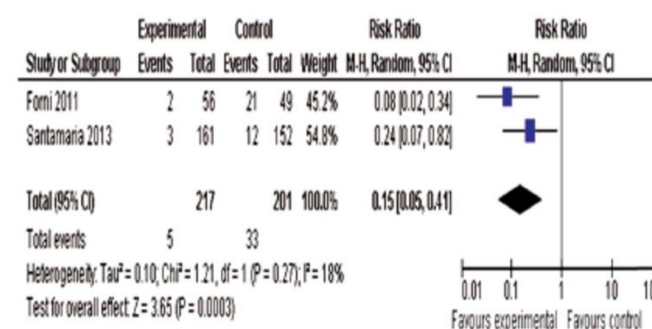 Experimental Control Risk Ratio Risk Ratio
Study or Subgroup Events Total Events Total Weight M-H, Random, 95% CI M-H, Random, 95% CI
Forni 2011 2 56 21 49 45.2% 0.08 [0.02, 0.34]
Santamaria 2013 3 161 12 152 54.8% 0.24 [0.07, 0.82]
Total (95% CI) 217 201 100.0% 0.15 [0.05, 0.41]
Total events 5 33
Heterogeneity: Tau² = 0.10; Chi² = 1.21, df = 1 (P = 0.27); I² = 18%
Test for overall effect: Z = 3.65 (P = 0.0003)
0.01 0.1 1 10
Favours experimental Favours control